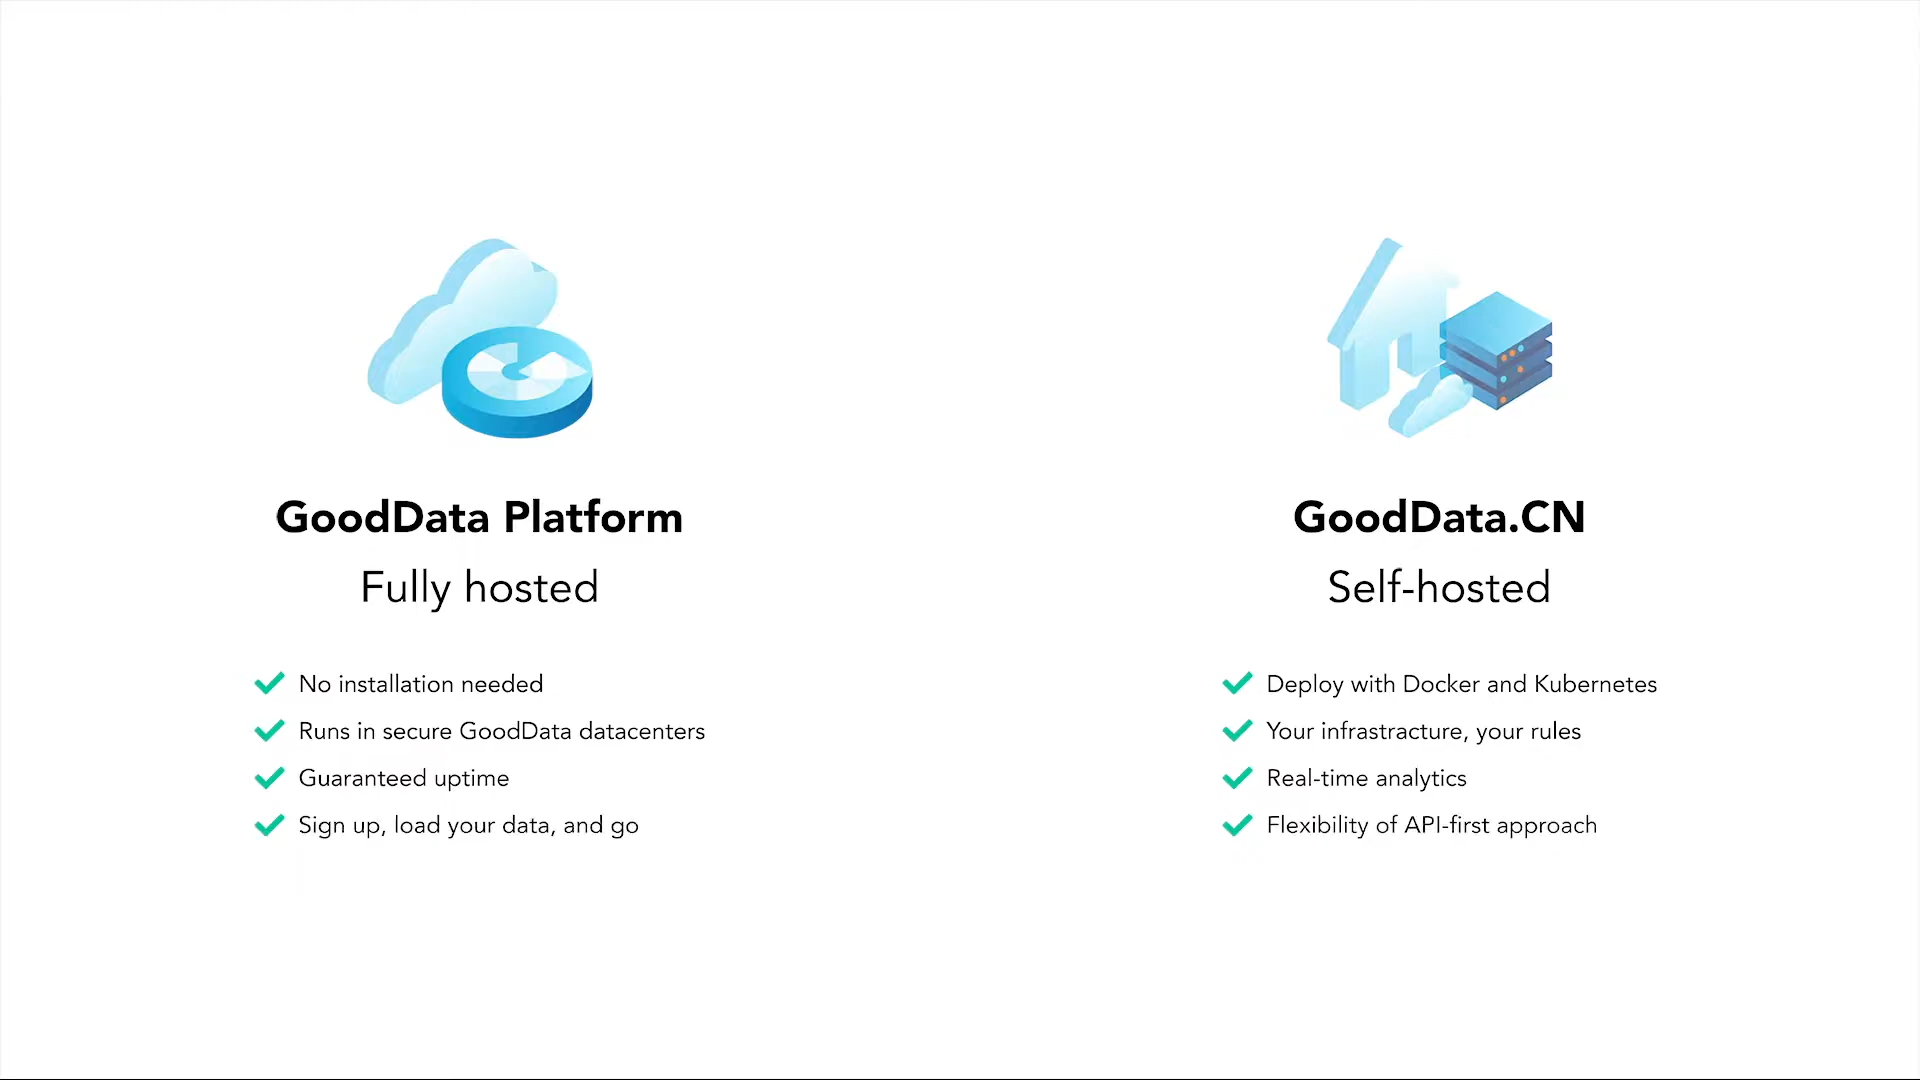 GoodData Platform
Fully hosted
No installation needed
Runs in secure GoodData datacenters
Guaranteed uptime
Sign up, load your data, and go
GoodData.CN
Self-hosted
Deploy with Docker and Kubernetes
Your infrastracture, your rules
Real-time analytics
Flexibility of API-first approach